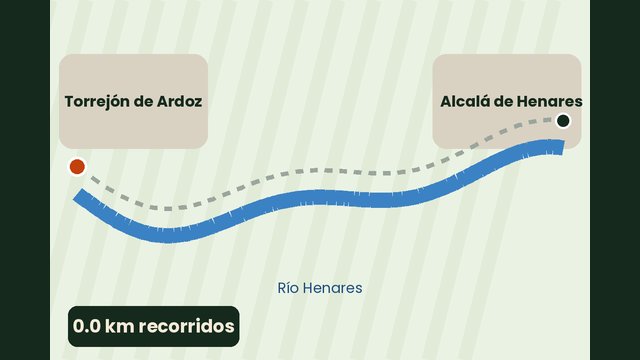 Torrejón de Ardoz
Alcalá de Henares
Río Henares
0.0 km recorridos